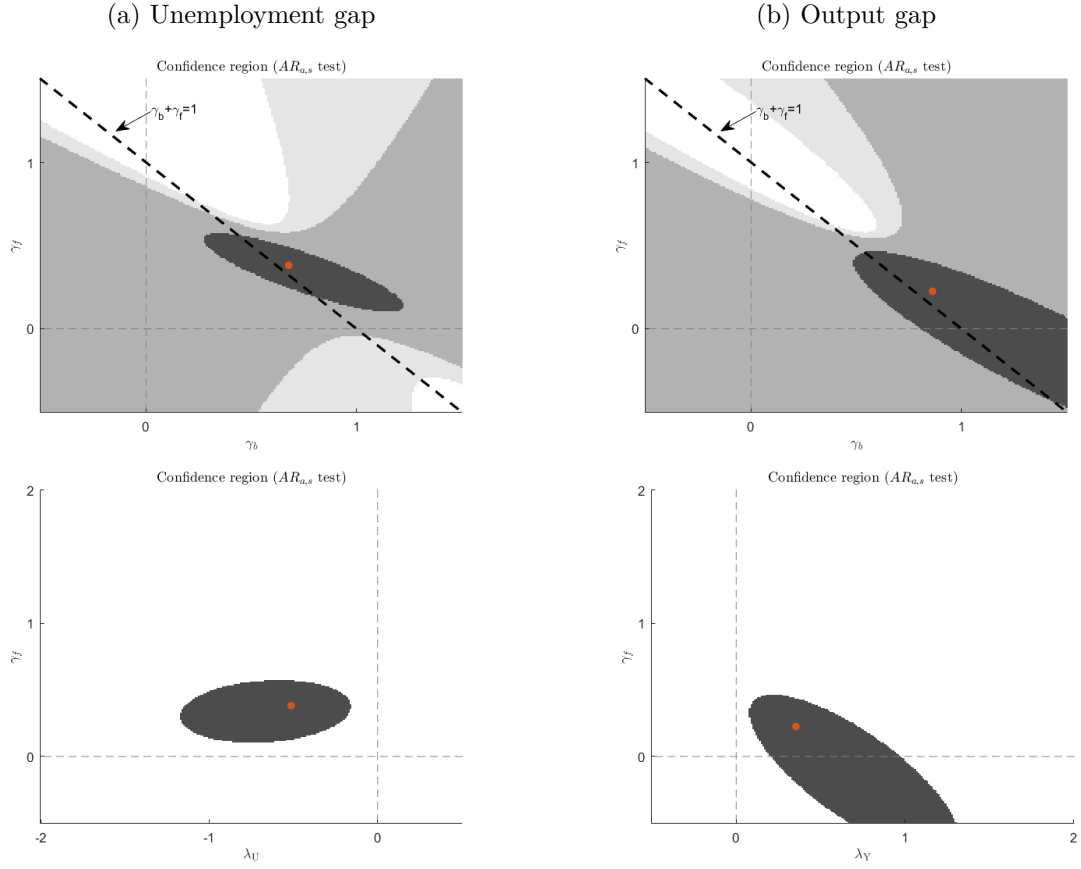 (a) Unemployment gap
(b) Output gap
Confidence region (AR_{a,s} test)
γ_b+γ_f=1
1
0
γ_f
0
1
γ_b
Confidence region (AR_{a,s} test)
γ_b+γ_f=1
1
0
γ_f
0
1
γ_b
Confidence region (AR_{a,s} test)
2
1
0
γ_f
-2
-1
0
λ_U
Confidence region (AR_{a,s} test)
2
1
0
γ_f
0
1
2
λ_Y